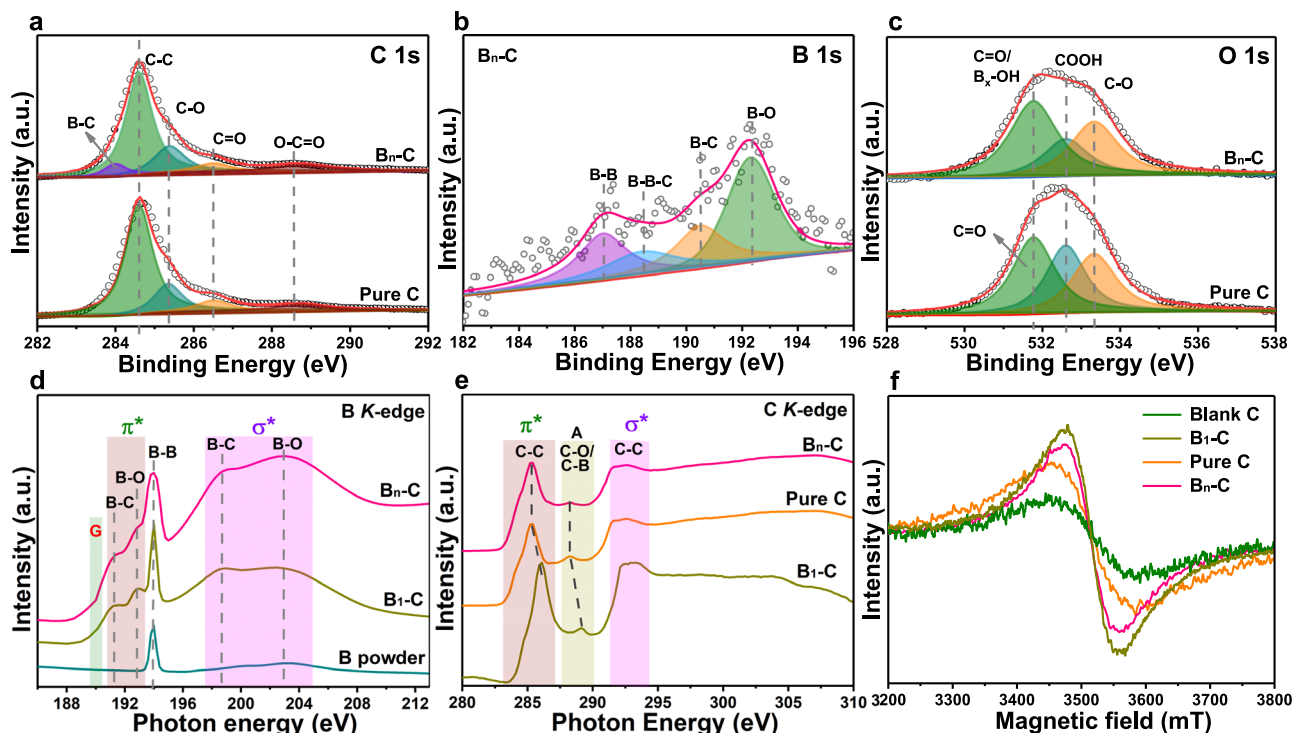 a
C 1s
C-C
C-O
B-C
C=O
O-C=O
Bn-C
Pure C
Intensity (a.u.)
282 284 286 288 290 292
Binding Energy (eV)
b
Bn-C
B 1s
B-O
B-C
B-B
B-B-C
Intensity (a.u.)
182 184 186 188 190 192 194 196
Binding Energy (eV)
c
O 1s
C=O/
Bx-OH
COOH
C-O
Bn-C
C=O
Pure C
Intensity (a.u.)
528 530 532 534 536 538
Binding Energy (eV)
d
B K-edge
π*
σ*
B-B
B-C
B-O
B-O
B-C
G
Bn-C
B1-C
B powder
Intensity (a.u.)
188 192 196 200 204 208 212
Photon energy (eV)
e
C K-edge
π*
A
σ*
C-C
C-O/
C-B
C-C
Bn-C
Pure C
B1-C
Intensity (a.u.)
280 285 290 295 300 305 310
Photon Energy (eV)
f
Blank C
B1-C
Pure C
Bn-C
Intensity (a.u.)
3200 3300 3400 3500 3600 3700 3800
Magnetic field (mT)